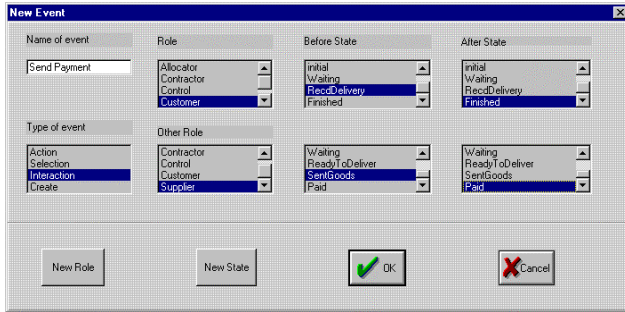 New Event
Name of event
Role
Before State
After State
Send Payment
Allocator
Contractor
Control
Customer
initial
Waiting
RecdDelivery
Finished
initial
Waiting
RecdDelivery
Finished
Type of event
Other Role
Action
Selection
Interaction
Create
Contractor
Control
Customer
Supplier
Waiting
ReadyToDeliver
SentGoods
Paid
Waiting
ReadyToDeliver
SentGoods
Paid
New Role
New State
OK
Cancel